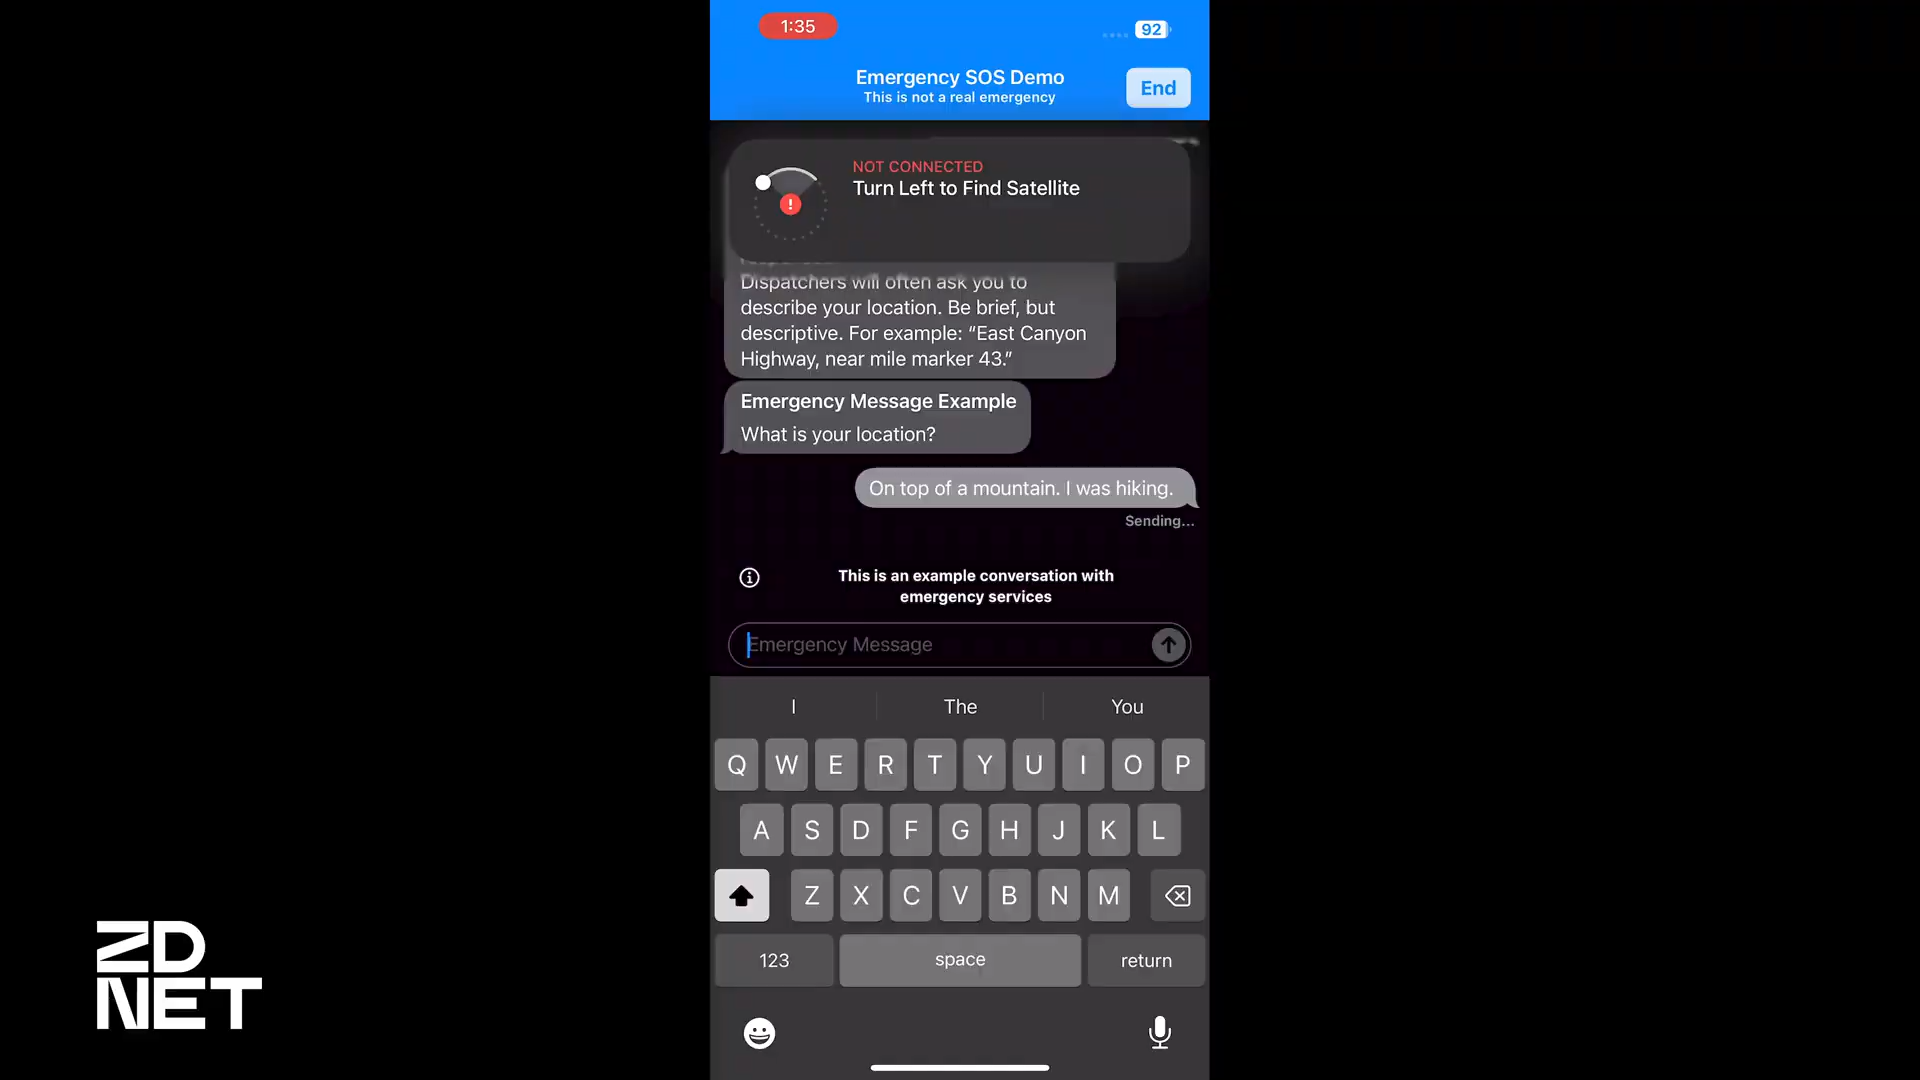 1:35
92
Emergency SOS Demo
This is not a real emergency
End
NOT CONNECTED
Turn Left to Find Satellite
Dispatchers will often ask you to
describe your location. Be brief, but
descriptive. For example: “East Canyon
Highway, near mile marker 43.”
Emergency Message Example
What is your location?
On top of a mountain. I was hiking.
Sending...
This is an example conversation with
emergency services
Emergency Message
I The You
Q W E R T Y U I O P
A S D F G H J K L
Z X C V B N M
123 space return
ZD
NET